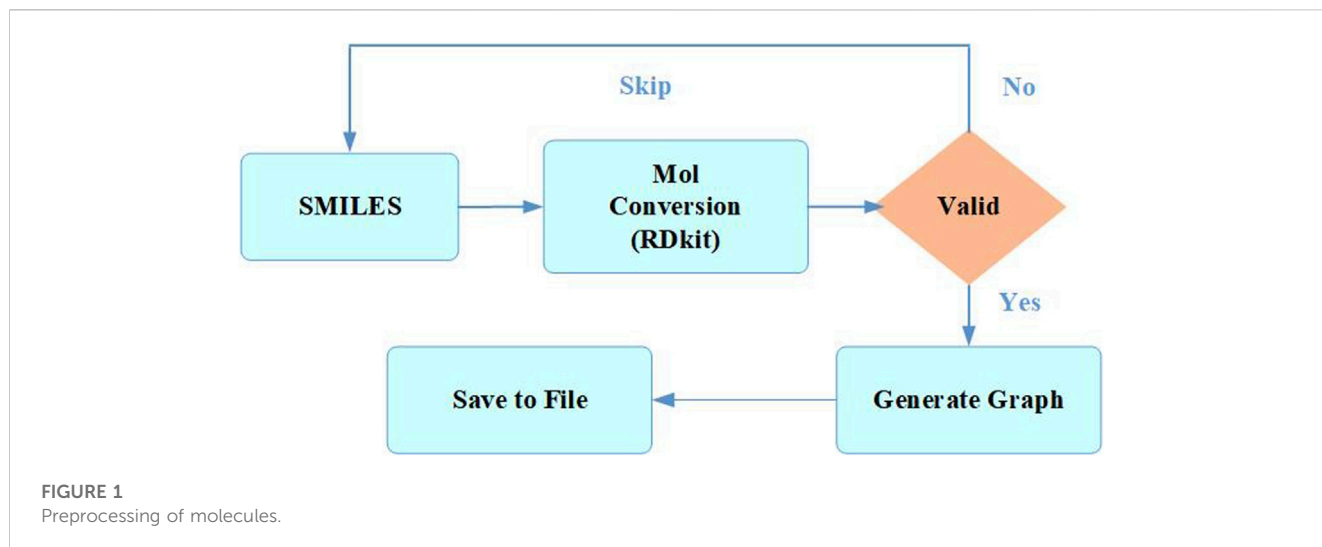 Skip
No
SMILES
Mol
Conversion
(RDkit)
Valid
Yes
Save to File
Generate Graph
FIGURE 1
Preprocessing of molecules.